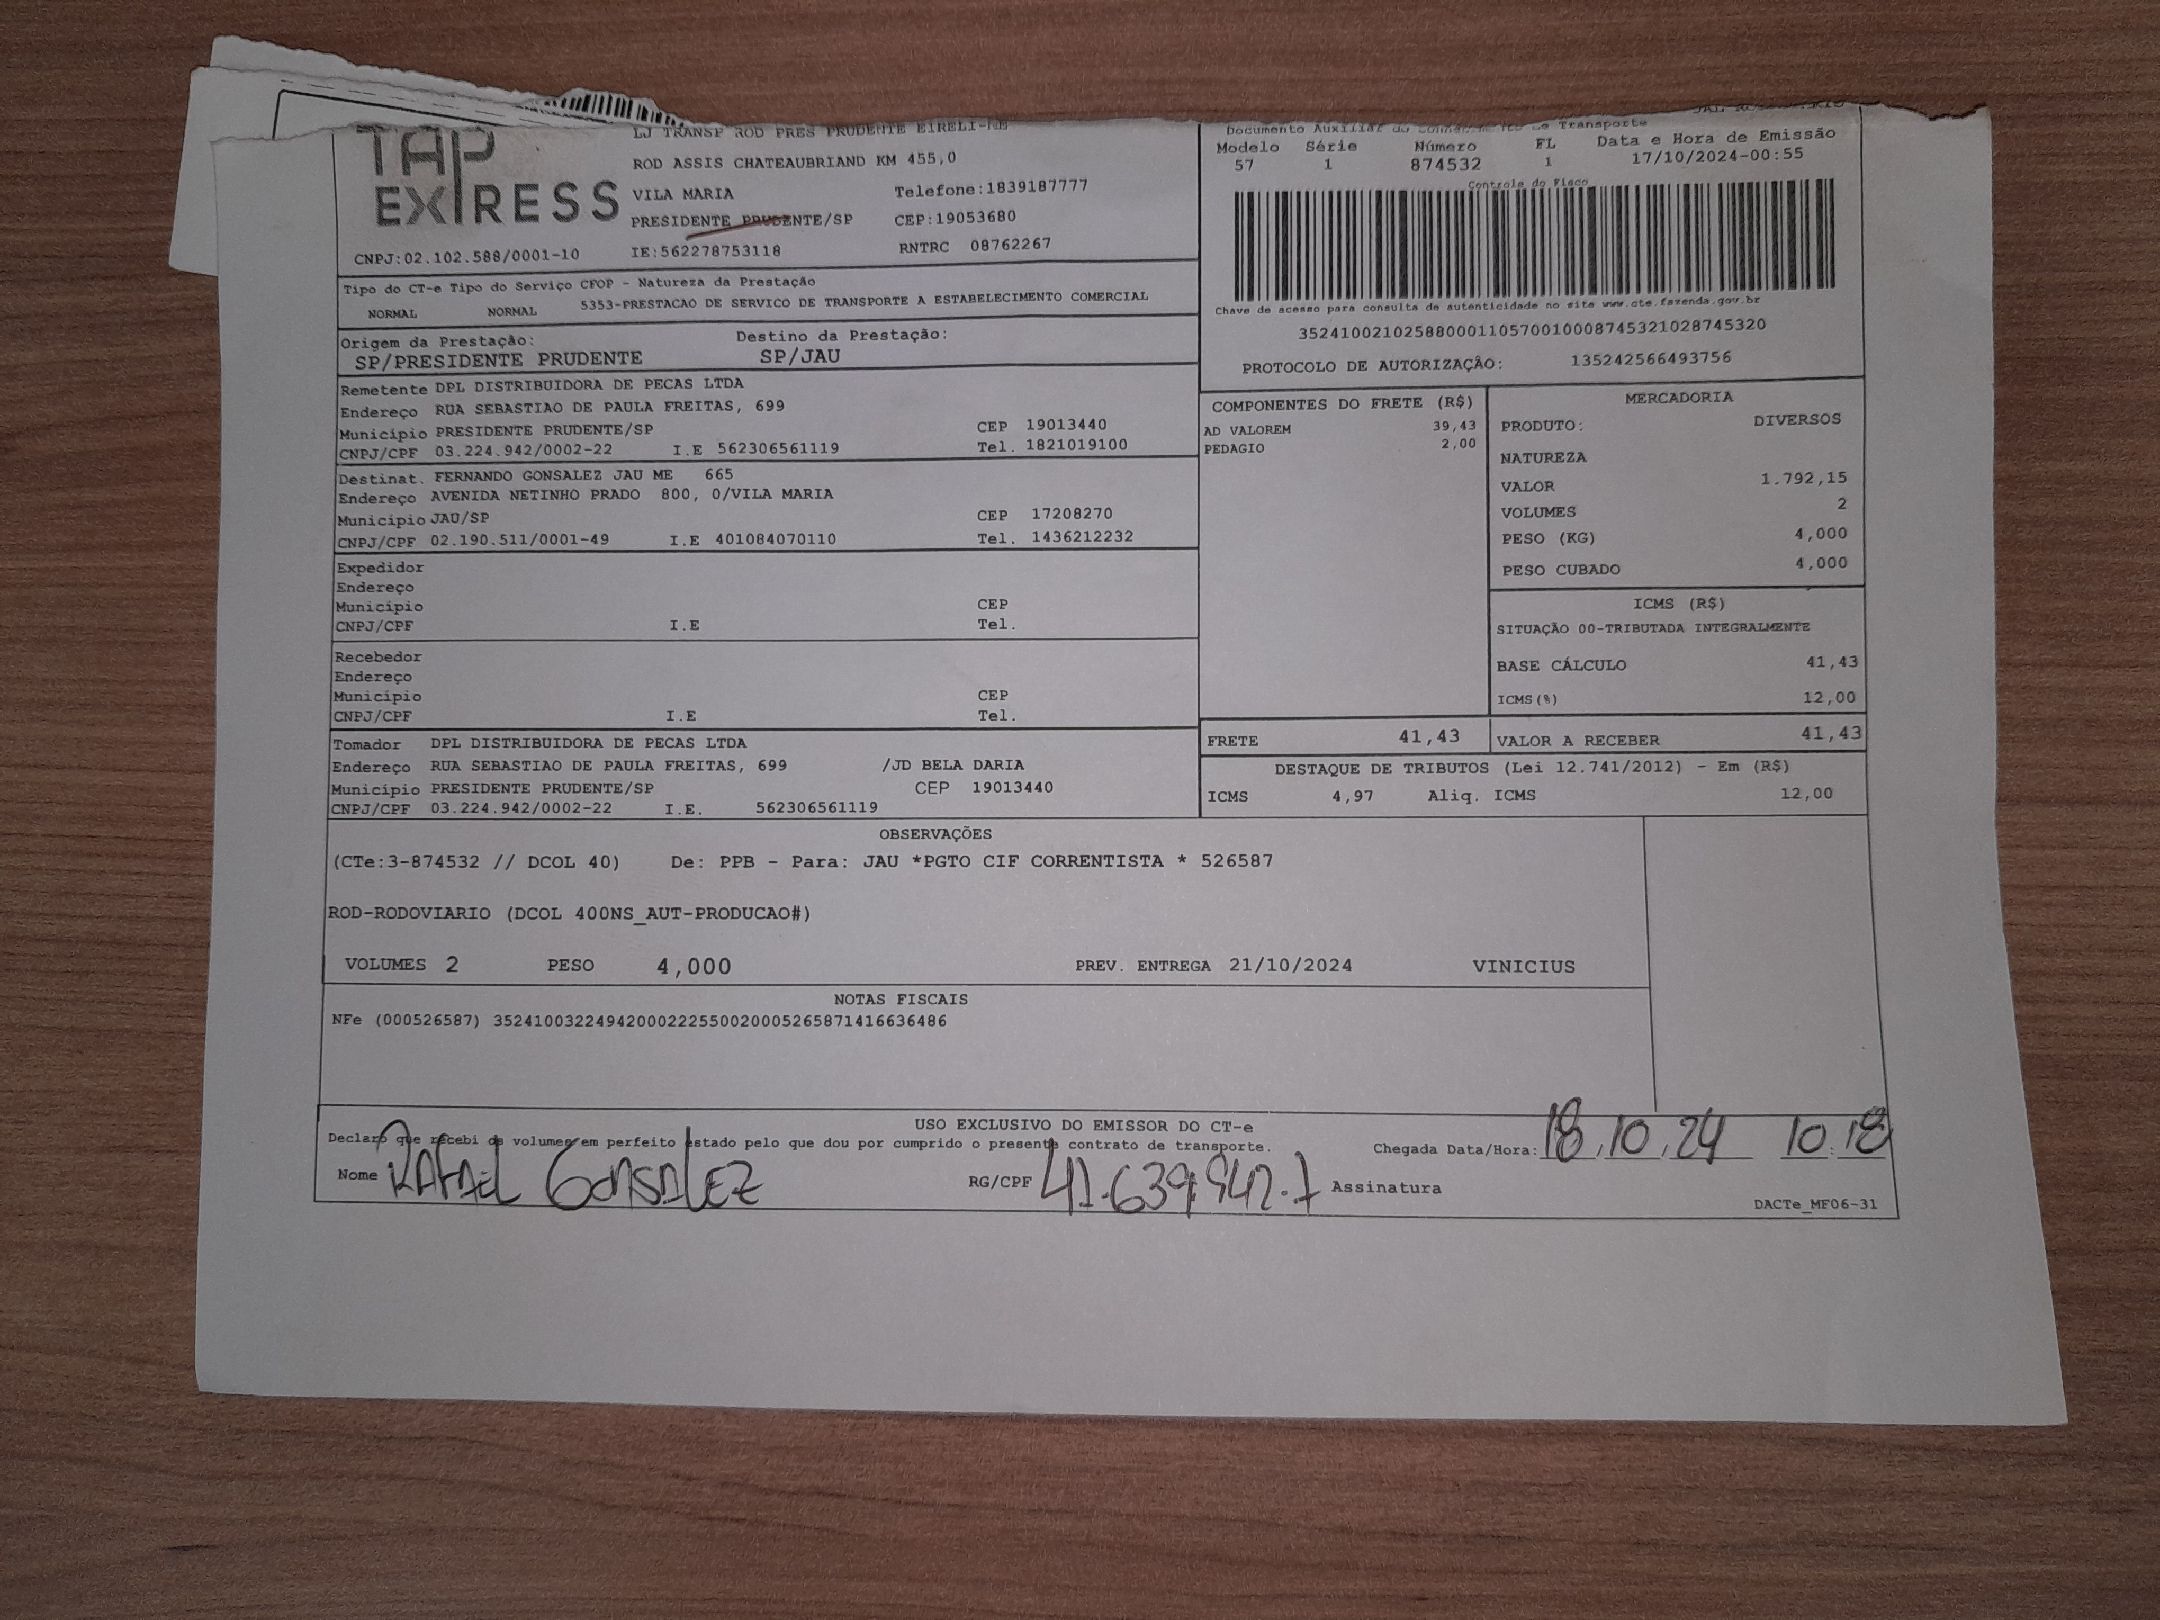 TAP EXPRESS
LJ TRANSP ROD PRES PRUDENTE EIRELI-ME
ROD ASSIS CHATEAUBRIAND KM 455,0
VILA MARIA Telefone:1839187777
PRESIDENTE PRUDENTE/SP CEP:19053680
CNPJ:02.102.588/0001-10 IE:562278753118 RNTRC 08762267
Documento Auxiliar do de Transporte
Modelo Série Número FL Data e Hora de Emissão
57 1 874532 1 17/10/2024-00:55
Controle do Fisco
Chave de acesso para consulta de autenticidade no site www.cte.fazenda.gov.br
35241002102588000110570010008745321028745320
PROTOCOLO DE AUTORIZAÇÃO: 135242566493756
Tipo do CT-e Tipo do Serviço CFOP - Natureza da Prestação
NORMAL NORMAL 5353-PRESTACAO DE SERVICO DE TRANSPORTE A ESTABELECIMENTO COMERCIAL
Origem da Prestação: Destino da Prestação:
SP/PRESIDENTE PRUDENTE SP/JAU
Remetente DPL DISTRIBUIDORA DE PECAS LTDA
Endereço RUA SEBASTIAO DE PAULA FREITAS, 699
Município PRESIDENTE PRUDENTE/SP CEP 19013440
CNPJ/CPF 03.224.942/0002-22 I.E 562306561119 Tel. 1821019100
Destinat. FERNANDO GONSALEZ JAU ME 665
Endereço AVENIDA NETINHO PRADO 800, 0/VILA MARIA
Município JAU/SP CEP 17208270
CNPJ/CPF 02.190.511/0001-49 I.E 401084070110 Tel. 1436212232
Expedidor
Endereço
Município CEP
CNPJ/CPF I.E Tel.
Recebedor
Endereço
Município CEP
CNPJ/CPF I.E Tel.
Tomador DPL DISTRIBUIDORA DE PECAS LTDA
Endereço RUA SEBASTIAO DE PAULA FREITAS, 699 /JD BELA DARIA
Município PRESIDENTE PRUDENTE/SP CEP 19013440
CNPJ/CPF 03.224.942/0002-22 I.E. 562306561119
COMPONENTES DO FRETE (R$)
AD VALOREM 39,43
PEDAGIO 2,00
MERCADORIA
PRODUTO: DIVERSOS
NATUREZA
VALOR 1.792,15
VOLUMES 2
PESO (KG) 4,000
PESO CUBADO 4,000
ICMS (R$)
SITUAÇÃO 00-TRIBUTADA INTEGRALMENTE
BASE CÁLCULO 41,43
ICMS(%) 12,00
FRETE 41,43 VALOR A RECEBER 41,43
DESTAQUE DE TRIBUTOS (Lei 12.741/2012) - Em (R$)
ICMS 4,97 Aliq. ICMS 12,00
OBSERVAÇÕES
(CTe:3-874532 // DCOL 40) De: PPB - Para: JAU *PGTO CIF CORRENTISTA * 526587
ROD-RODOVIARIO (DCOL 400NS_AUT-PRODUCAO#)
VOLUMES 2 PESO 4,000 PREV. ENTREGA 21/10/2024 VINICIUS
NOTAS FISCAIS
NFe (000526587) 35241003224942000222550020005265871416636486
USO EXCLUSIVO DO EMISSOR DO CT-e
Declaro que recebi os volumes em perfeito estado pelo que dou por cumprido o presente contrato de transporte. Chegada Data/Hora: 18.10.24 10:18
Nome RAFAEL GONSALEZ RG/CPF Assinatura
DACTe_MF06-31